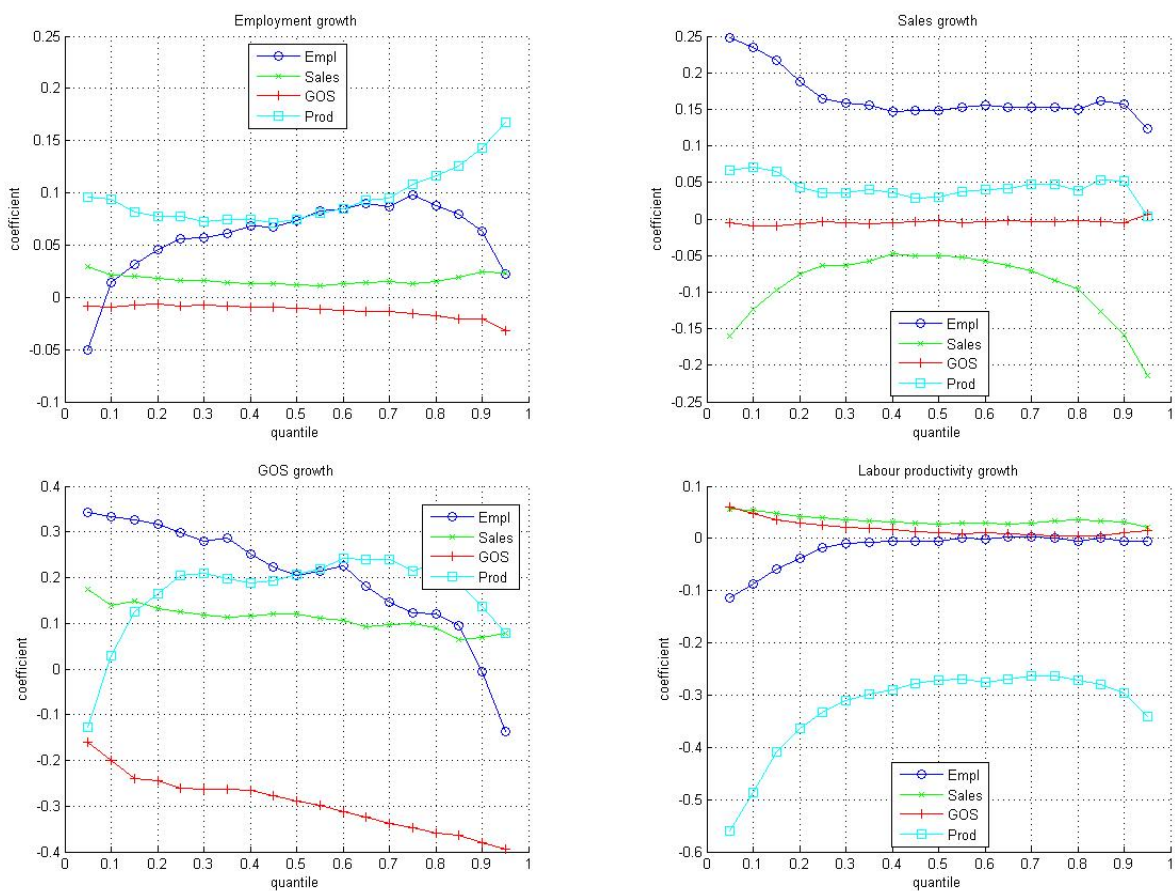 Employment growth
0.25
0.2
0.15
0.1
0.05
0
-0.05
-0.1
coefficient
Empl
Sales
GOS
Prod
0 0.1 0.2 0.3 0.4 0.5 0.6 0.7 0.8 0.9 1
quantile
Sales growth
0.25
0.2
0.15
0.1
0.05
0
-0.05
-0.1
-0.15
-0.2
-0.25
coefficient
Empl
Sales
GOS
Prod
0 0.1 0.2 0.3 0.4 0.5 0.6 0.7 0.8 0.9 1
quantile
GOS growth
0.4
0.3
0.2
0.1
0
-0.1
-0.2
-0.3
-0.4
coefficient
Empl
Sales
GOS
Prod
0 0.1 0.2 0.3 0.4 0.5 0.6 0.7 0.8 0.9 1
quantile
Labour productivity growth
0.1
0
-0.1
-0.2
-0.3
-0.4
-0.5
-0.6
coefficient
Empl
Sales
GOS
Prod
0 0.1 0.2 0.3 0.4 0.5 0.6 0.7 0.8 0.9 1
quantile